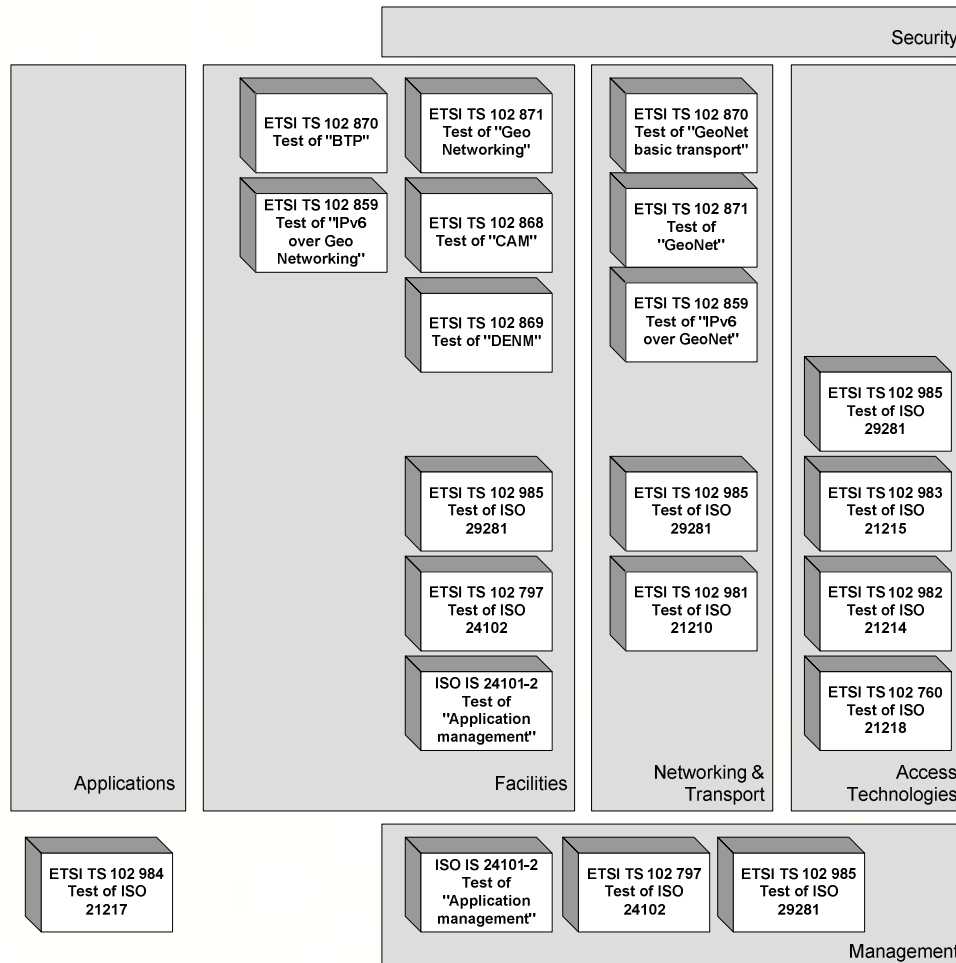 Security
ETSI TS 102 870
Test of "BTP"
ETSI TS 102 871
Test of "Geo
Networking"
ETSI TS 102 859
Test of "IPv6
over Geo
Networking"
ETSI TS 102 868
Test of "CAM"
ETSI TS 102 869
Test of "DENM"
ETSI TS 102 985
Test of ISO
29281
ETSI TS 102 797
Test of ISO
24102
ISO IS 24101-2
Test of
"Application
management"
ETSI TS 102 870
Test of "GeoNet
basic transport"
ETSI TS 102 871
Test of
"GeoNet"
ETSI TS 102 859
Test of "IPv6
over GeoNet"
ETSI TS 102 985
Test of ISO
29281
ETSI TS 102 981
Test of ISO
21210
ETSI TS 102 985
Test of ISO
29281
ETSI TS 102 983
Test of ISO
21215
ETSI TS 102 982
Test of ISO
21214
ETSI TS 102 760
Test of ISO
21218
Applications
Facilities
Networking &
Transport
Access
Technologies
ETSI TS 102 984
Test of ISO
21217
ISO IS 24101-2
Test of
"Application
management"
ETSI TS 102 797
Test of ISO
24102
ETSI TS 102 985
Test of ISO
29281
Management